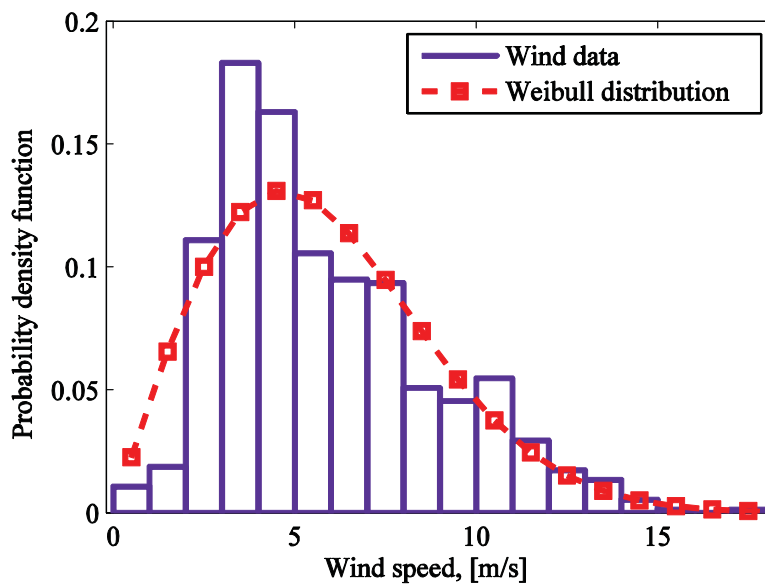 0.2
0.15
0.1
0.05
0
Probability density function
Wind data
Weibull distribution
0
5
10
15
Wind speed, [m/s]